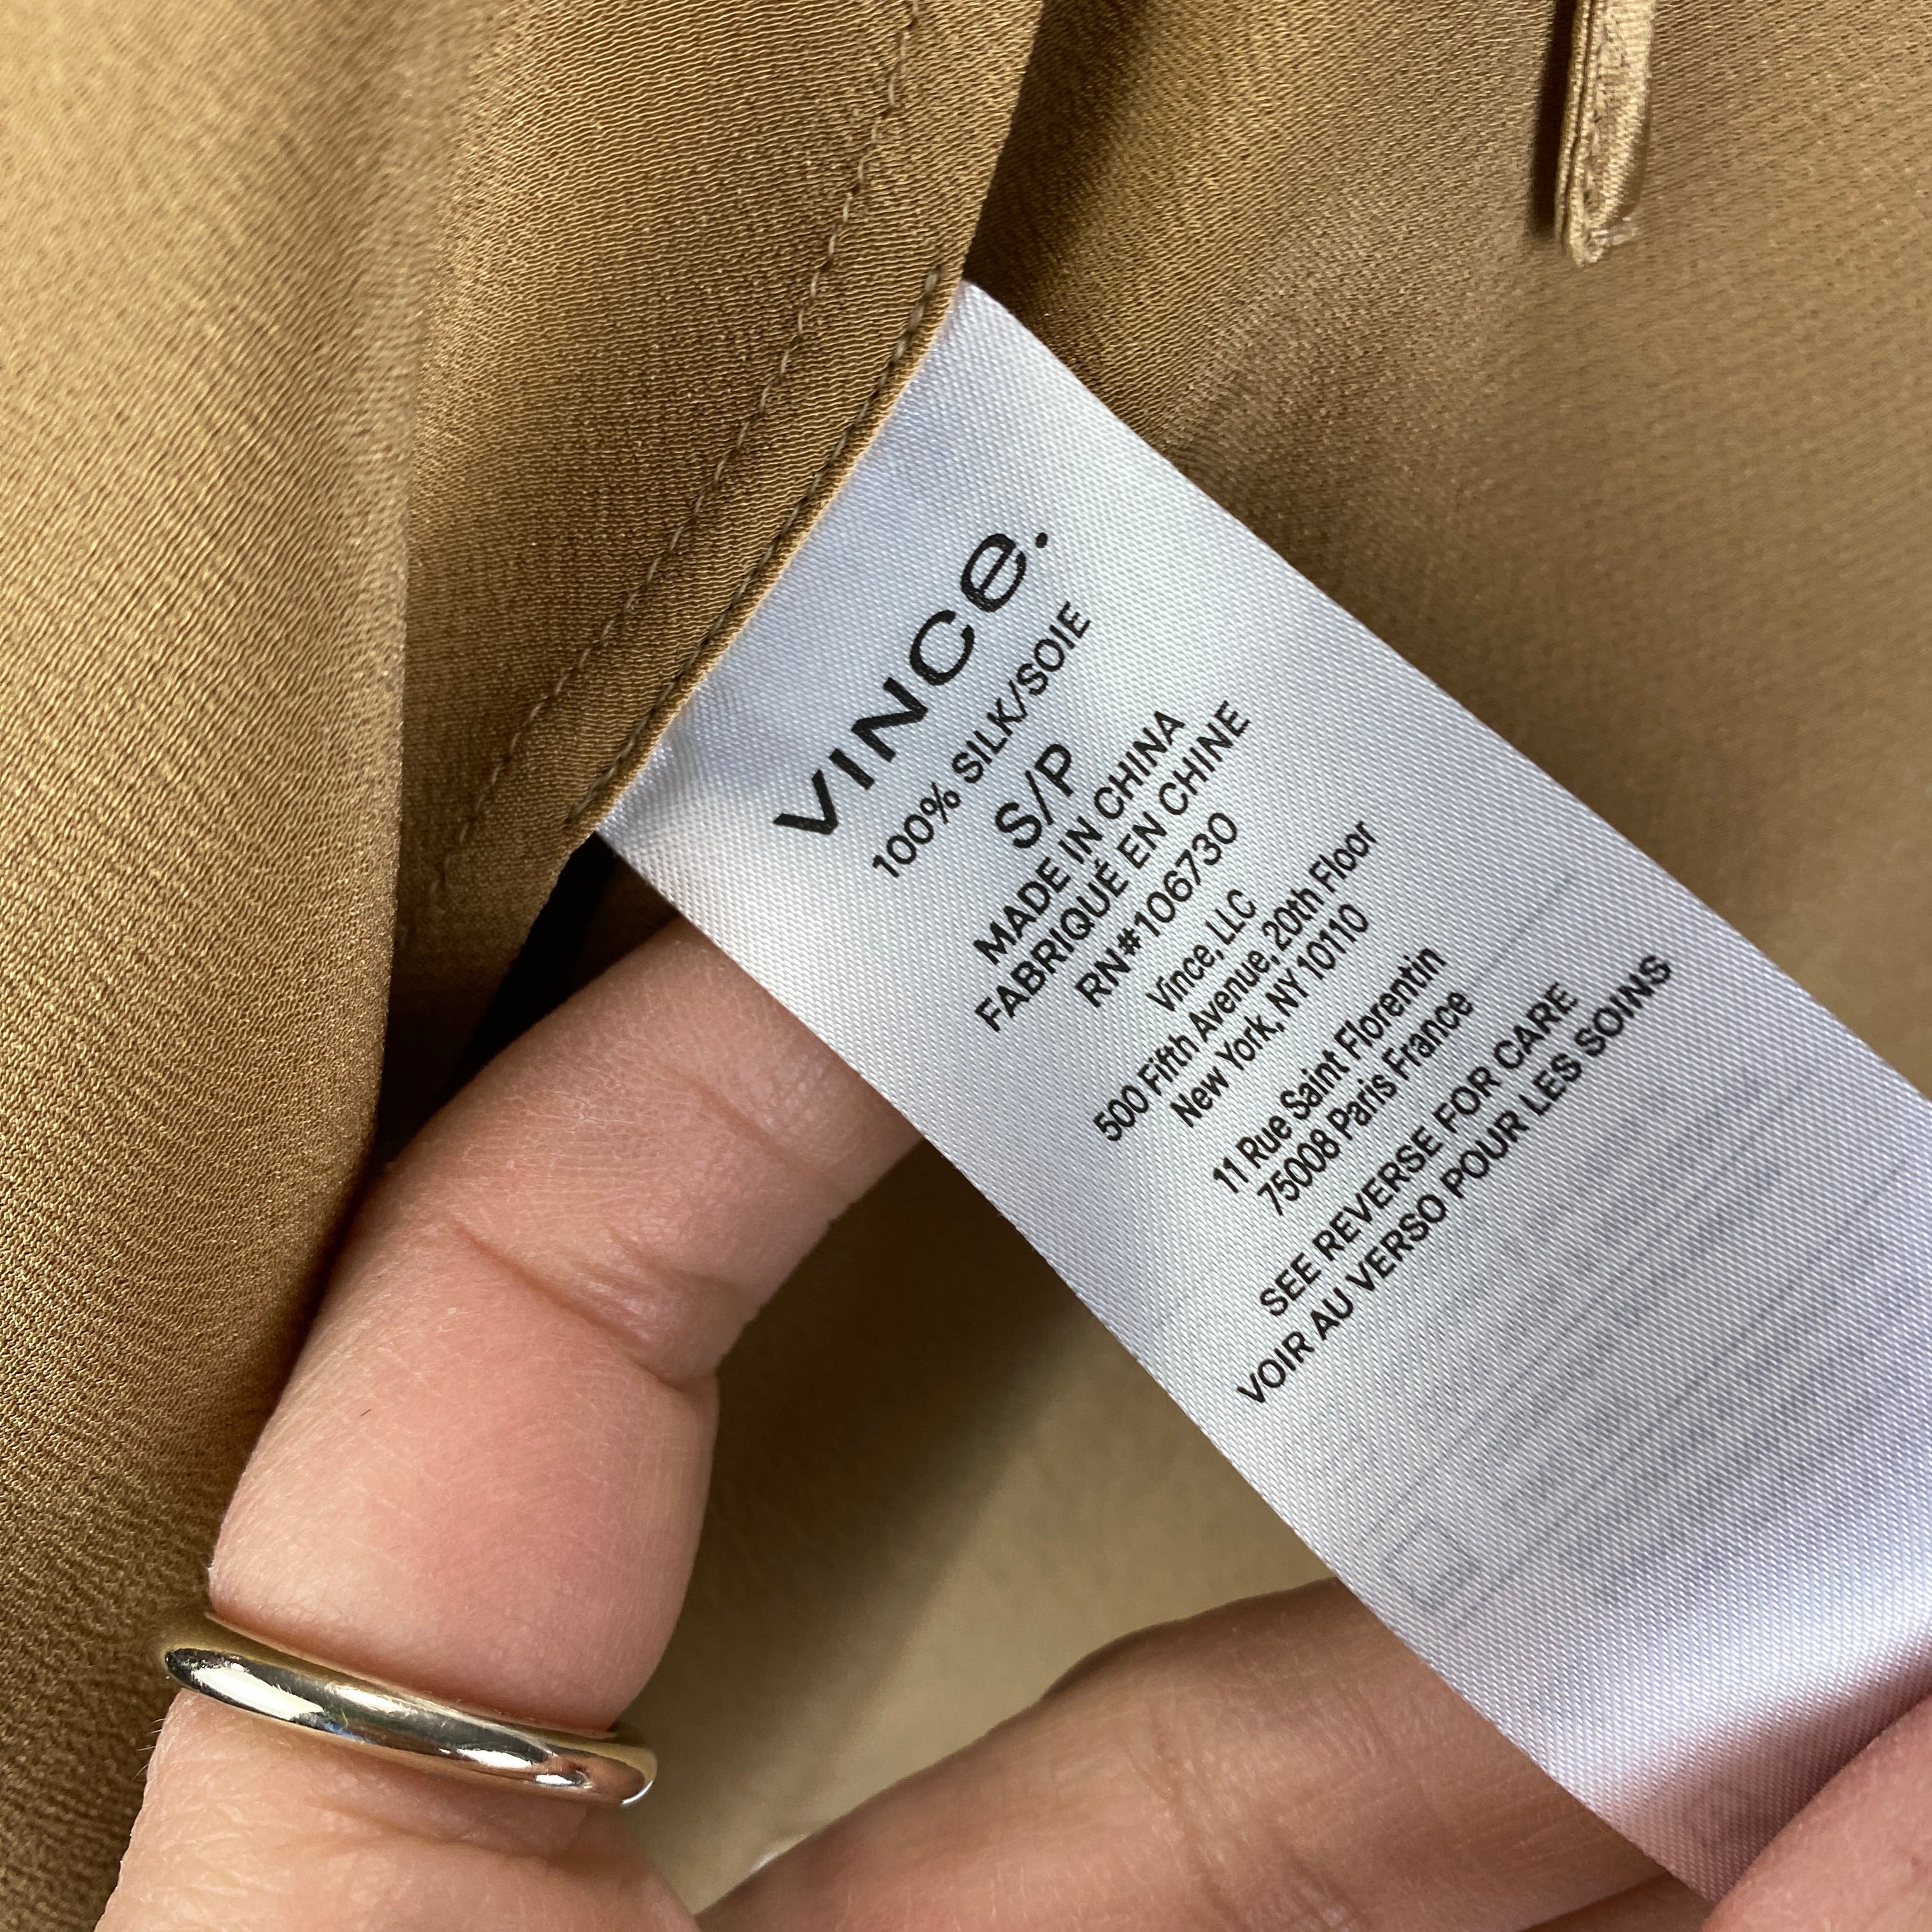 VINCe.
100% SILK/SOIE
S/P
MADE IN CHINA
FABRIQUÉ EN CHINE
RN#106730
Vince, LLC
500 Fifth Avenue, 20th Floor
New York, NY 10110
11 Rue Saint Florentin
75008 Paris France
SEE REVERSE FOR CARE
VOIR AU VERSO POUR LES SOINS